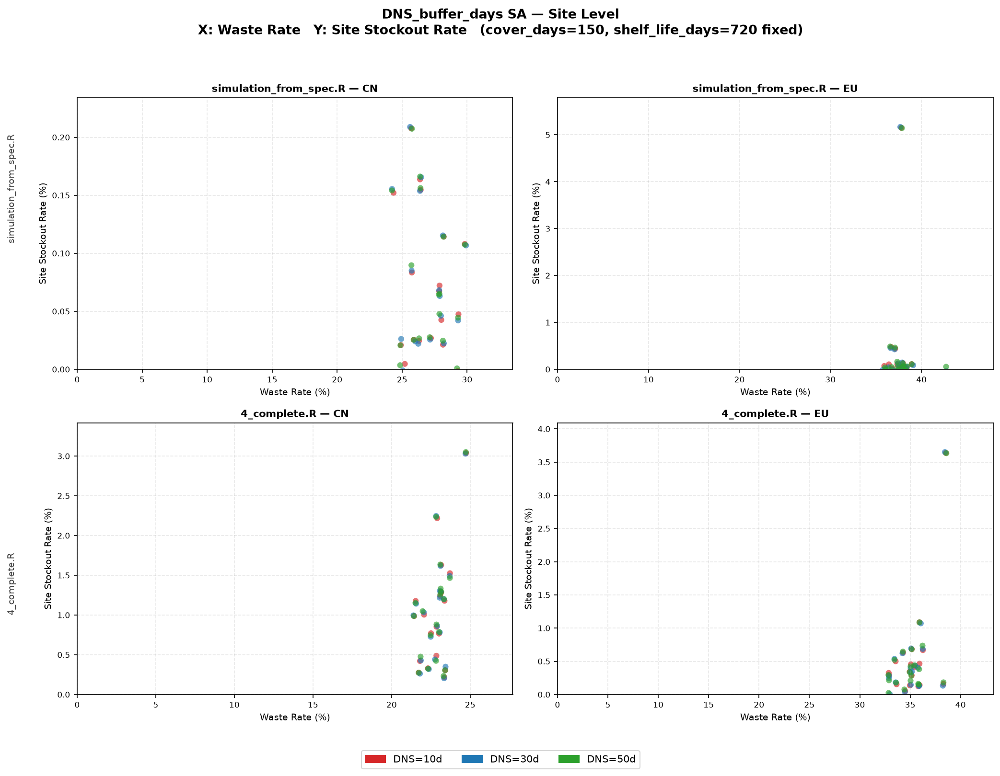 DNS_buffer_days SA — Site Level
X: Waste Rate   Y: Site Stockout Rate   (cover_days=150, shelf_life_days=720 fixed)
simulation_from_spec.R
simulation_from_spec.R — CN
Site Stockout Rate (%)
0.20
0.15
0.10
0.05
0.00
0 5 10 15 20 25 30
Waste Rate (%)
simulation_from_spec.R — EU
Site Stockout Rate (%)
5
4
3
2
1
0
0 10 20 30 40
Waste Rate (%)
4_complete.R
4_complete.R — CN
Site Stockout Rate (%)
3.0
2.5
2.0
1.5
1.0
0.5
0.0
0 5 10 15 20 25
Waste Rate (%)
4_complete.R — EU
Site Stockout Rate (%)
4.0
3.5
3.0
2.5
2.0
1.5
1.0
0.5
0.0
0 5 10 15 20 25 30 35 40
Waste Rate (%)
DNS=10d DNS=30d DNS=50d